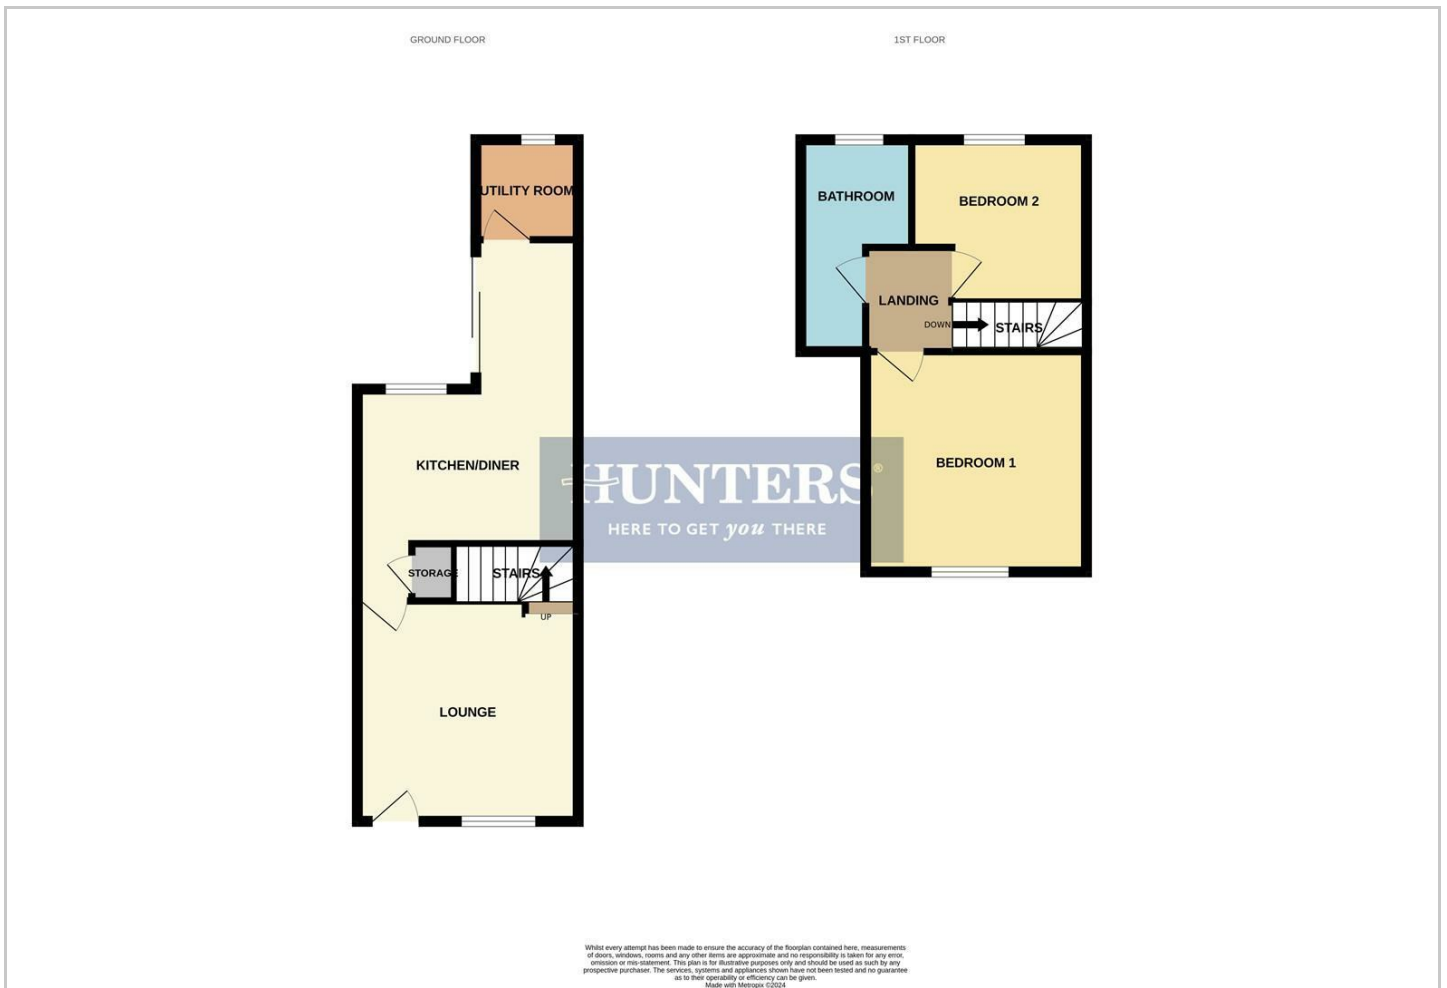 GROUND FLOOR
1ST FLOOR
UTILITY ROOM
KITCHEN/DINER
STORAGE
STAIRS
UP
LOUNGE
BATHROOM
BEDROOM 2
LANDING
DOWN
STAIRS
BEDROOM 1
HUNTERS®
HERE TO GET you THERE
Whilst every attempt has been made to ensure the accuracy of the floorplan contained here, measurements
of doors, windows, rooms and any other items are approximate and no responsibility is taken for any error,
omission or mis-statement. This plan is for illustrative purposes only and should be used as such by any
prospective purchaser. The services, systems and appliances shown have not been tested and no guarantee
as to their operability or efficiency can be given.
Made with Metropix ©2024